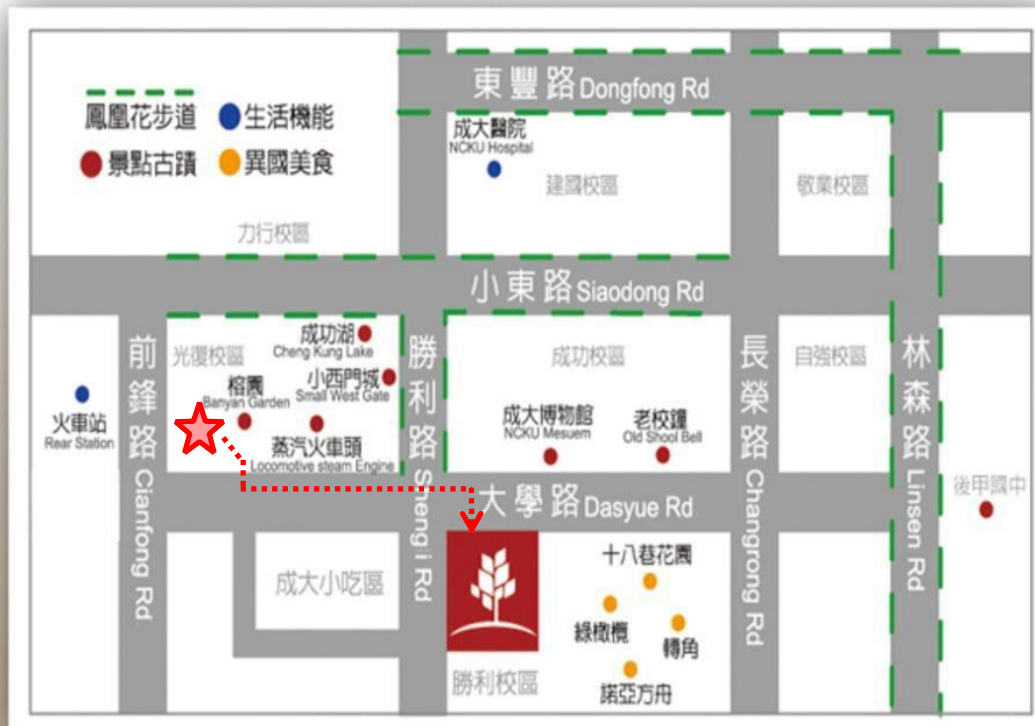 東豐路 Dongfong Rd
鳳凰花步道
生活機能
景點古蹟
異國美食
成大醫院
NCKU Hospital
建國校區
敬業校區
力行校區
小東路 Siaodong Rd
前鋒路 Cianfong Rd
勝利路 Sheng i Rd
長榮路 Changrong Rd
林森路 Linsen Rd
火車站
Rear Station
光復校區
成功湖
Cheng Kung Lake
小西門城
Small West Gate
榕園
Banyan Garden
蒸汽火車頭
Locomotive steam Engine
成功校區
自強校區
成大博物館
NCKU Mesuem
老校鐘
Old Shool Bell
後甲國中
大學路 Dasyue Rd
成大小吃區
十八巷花園
綠橄欖
轉角
諾亞方舟
勝利校區